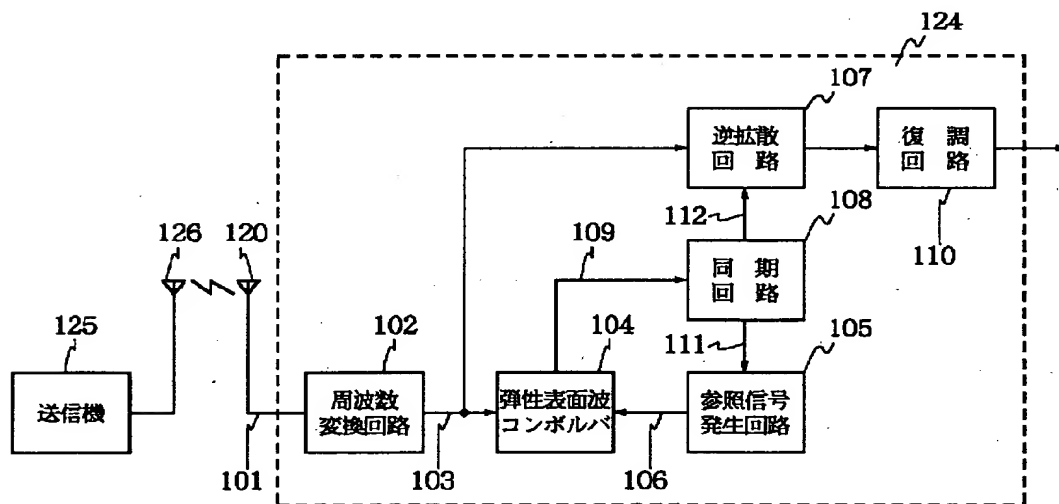 124
107
逆拡散
回路
復調
回路
112
108
110
126
120
109
同期
回路
125
102
104
111
105
送信機
周波数
変換回路
弾性表面波
コンボルバ
参照信号
発生回路
101
103
106